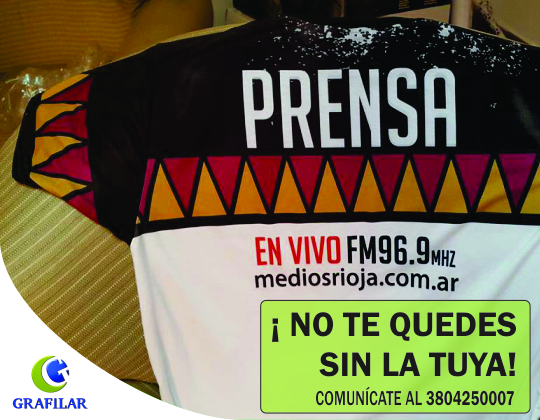 PRENSA
EN VIVO FM96.9MHZ
mediosrioja.com.ar
¡ NO TE QUEDES
SIN LA TUYA!
COMUNÍCATE AL 3804250007
GRAFILAR